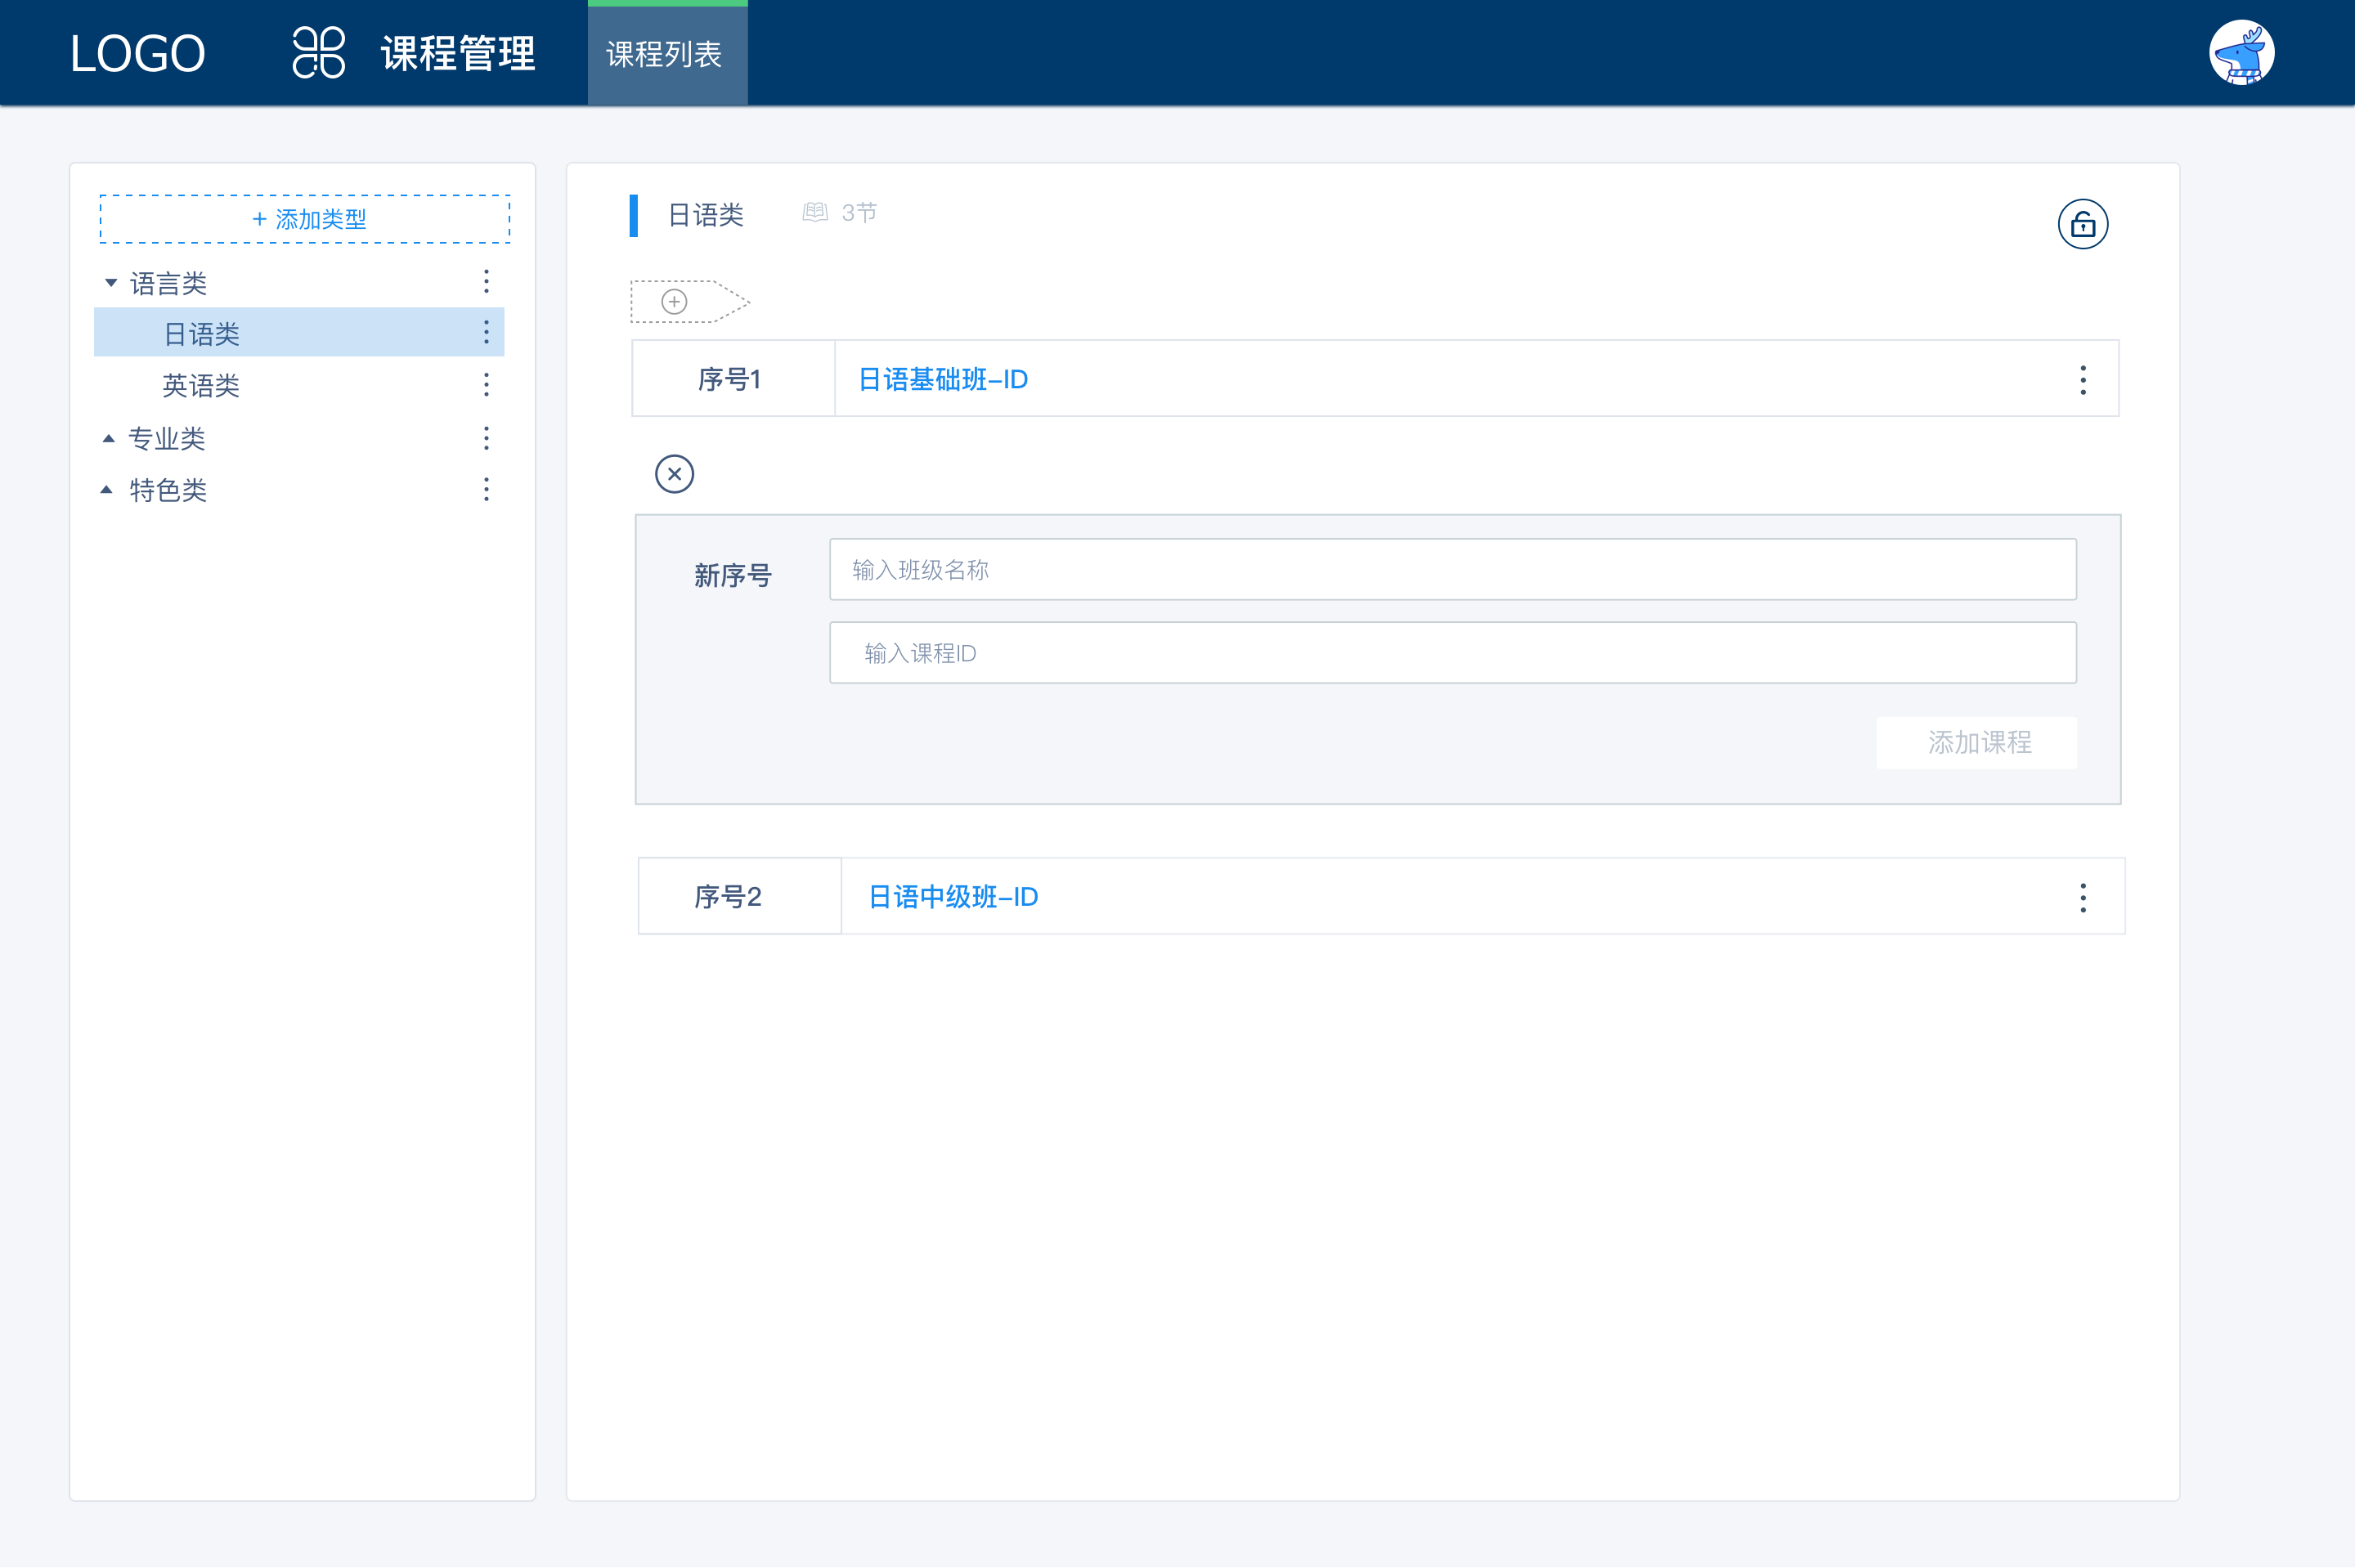 LOGO 课程管理 课程列表
+ 添加类型
语言类
日语类
英语类
专业类
特色类
日语类 3节
序号1 日语基础班-ID
新序号 输入班级名称
输入课程ID
添加课程
序号2 日语中级班-ID